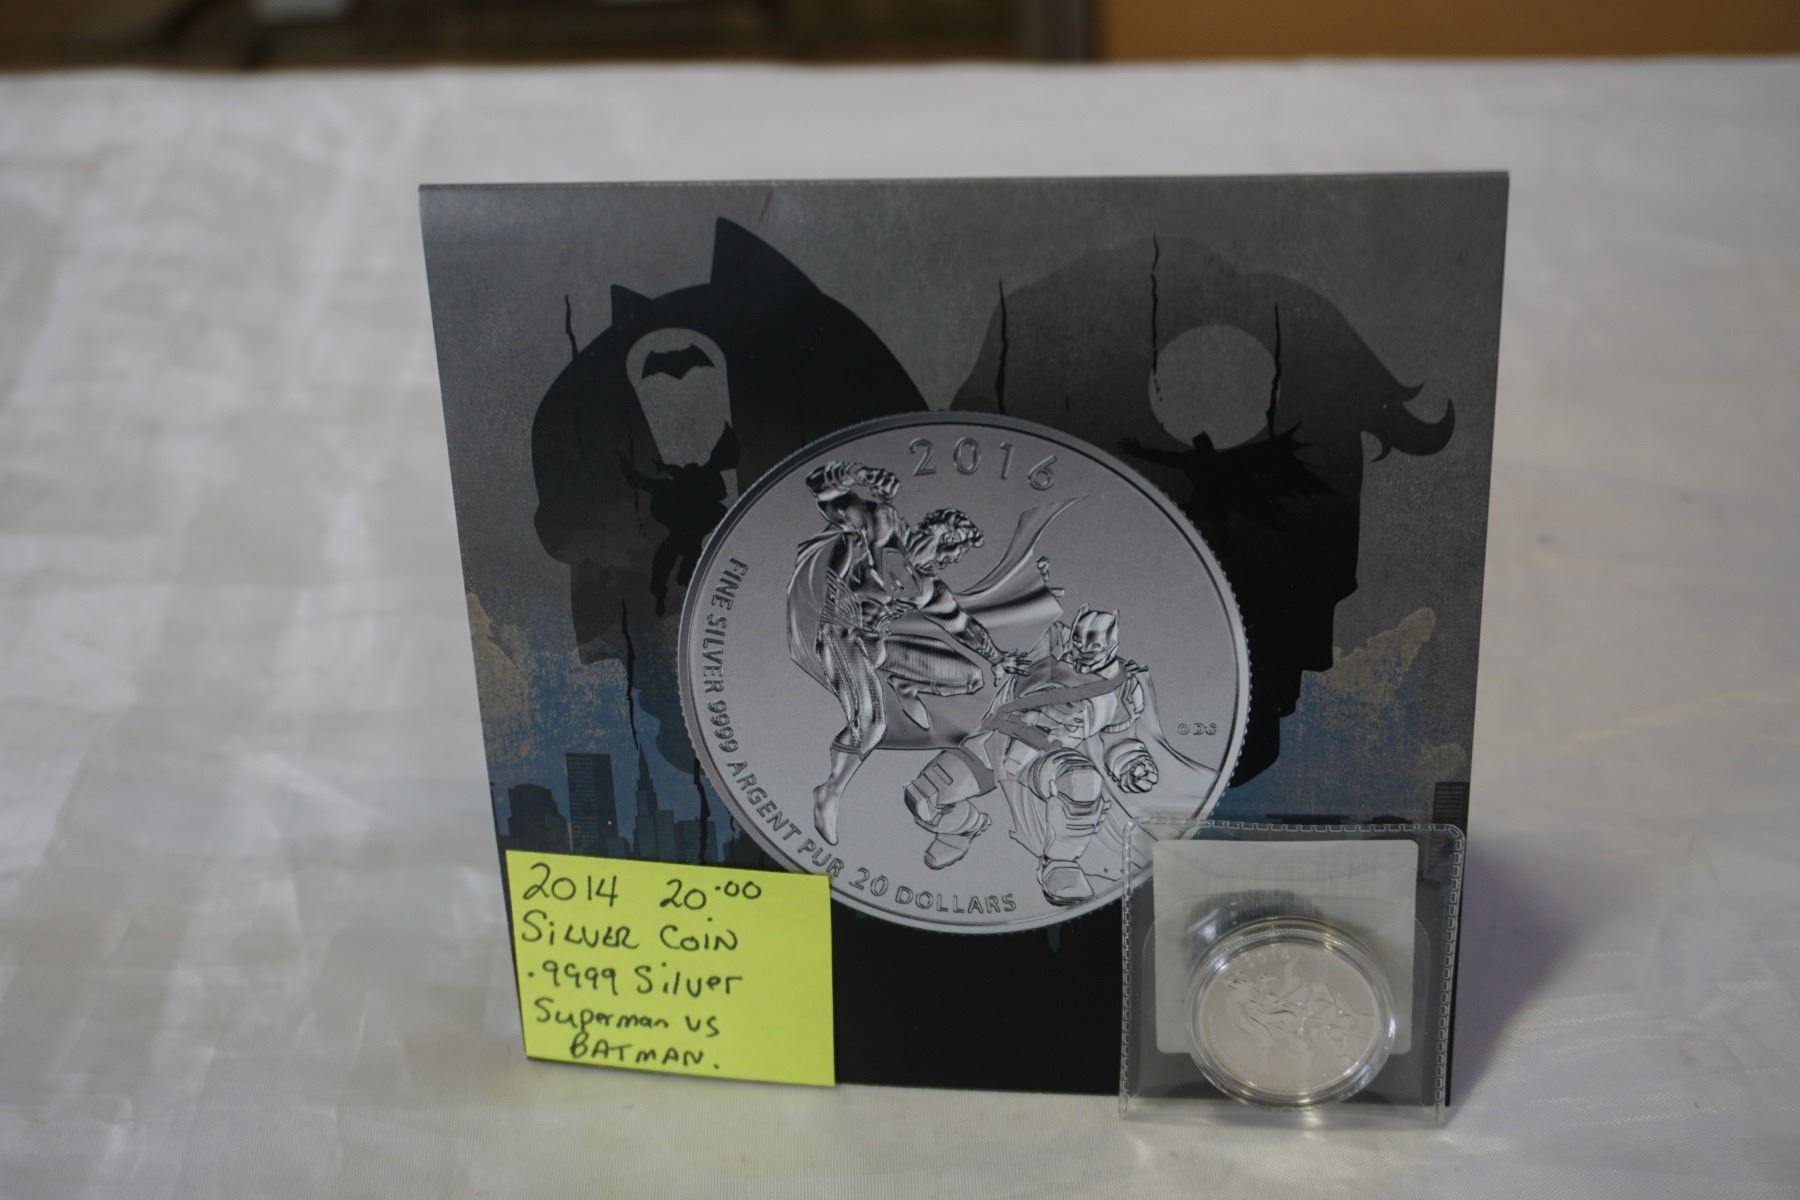 2016
FINE SILVER 9999 ARGENT PUR 20 DOLLARS
© DC
2014 20.00
SILVER COIN
.9999 Silver
Superman vs
BATMAN.
2016